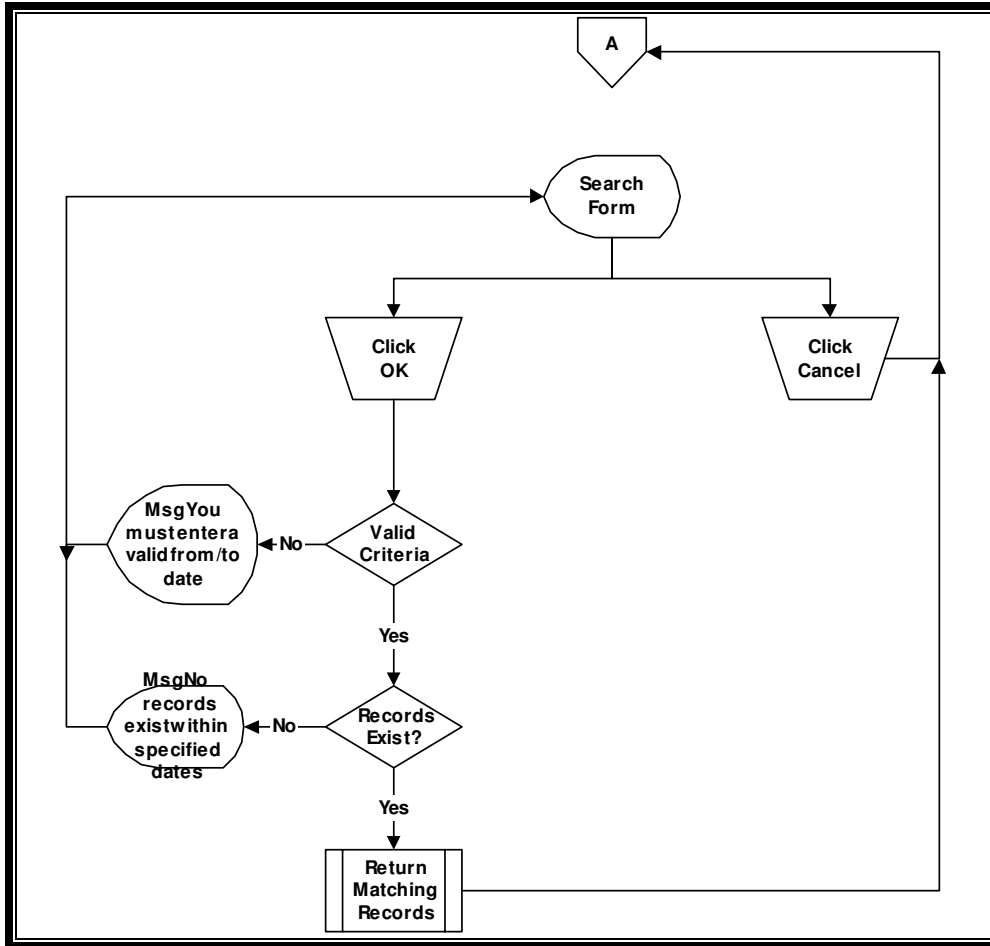 A
Search
Form
Click
OK
Click
Cancel
MsgYou
mustentera
validfrom/to
date
No
Valid
Criteria
Yes
MsgNo
records
existwithin
specified
dates
No
Records
Exist?
Yes
Return
Matching
Records